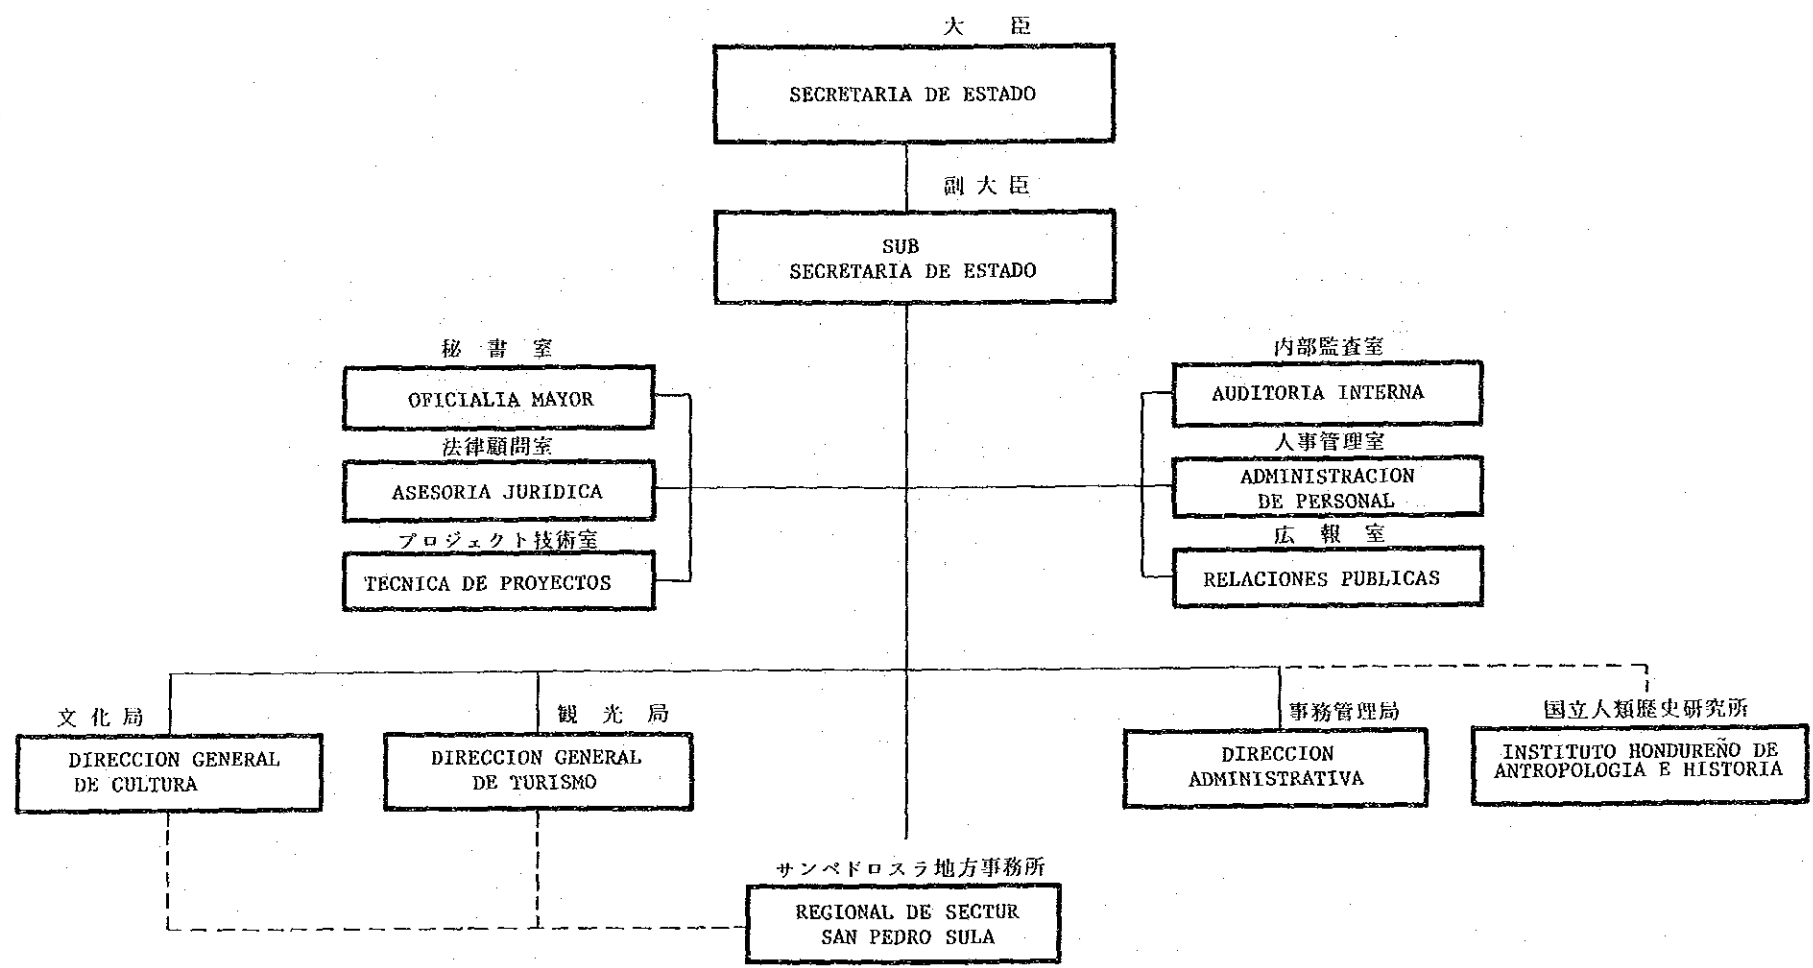 大 臣
SECRETARIA DE ESTADO
副大臣
SUB
SECRETARIA DE ESTADO
秘 書 室
OFICIALIA MAYOR
法律顧問室
ASESORIA JURIDICA
プロジェクト技術室
TECNICA DE PROYECTOS
内部監査室
AUDITORIA INTERNA
人事管理室
ADMINISTRACION
DE PERSONAL
広 報 室
RELACIONES PUBLICAS
文 化 局
DIRECCION GENERAL
DE CULTURA
観 光 局
DIRECCION GENERAL
DE TURISMO
事務管理局
DIRECCION
ADMINISTRATIVA
国立人類歴史研究所
INSTITUTO HONDUREÑO DE
ANTROPOLOGIA E HISTORIA
サンペドロスラ地方事務所
REGIONAL DE SECTUR
SAN PEDRO SULA